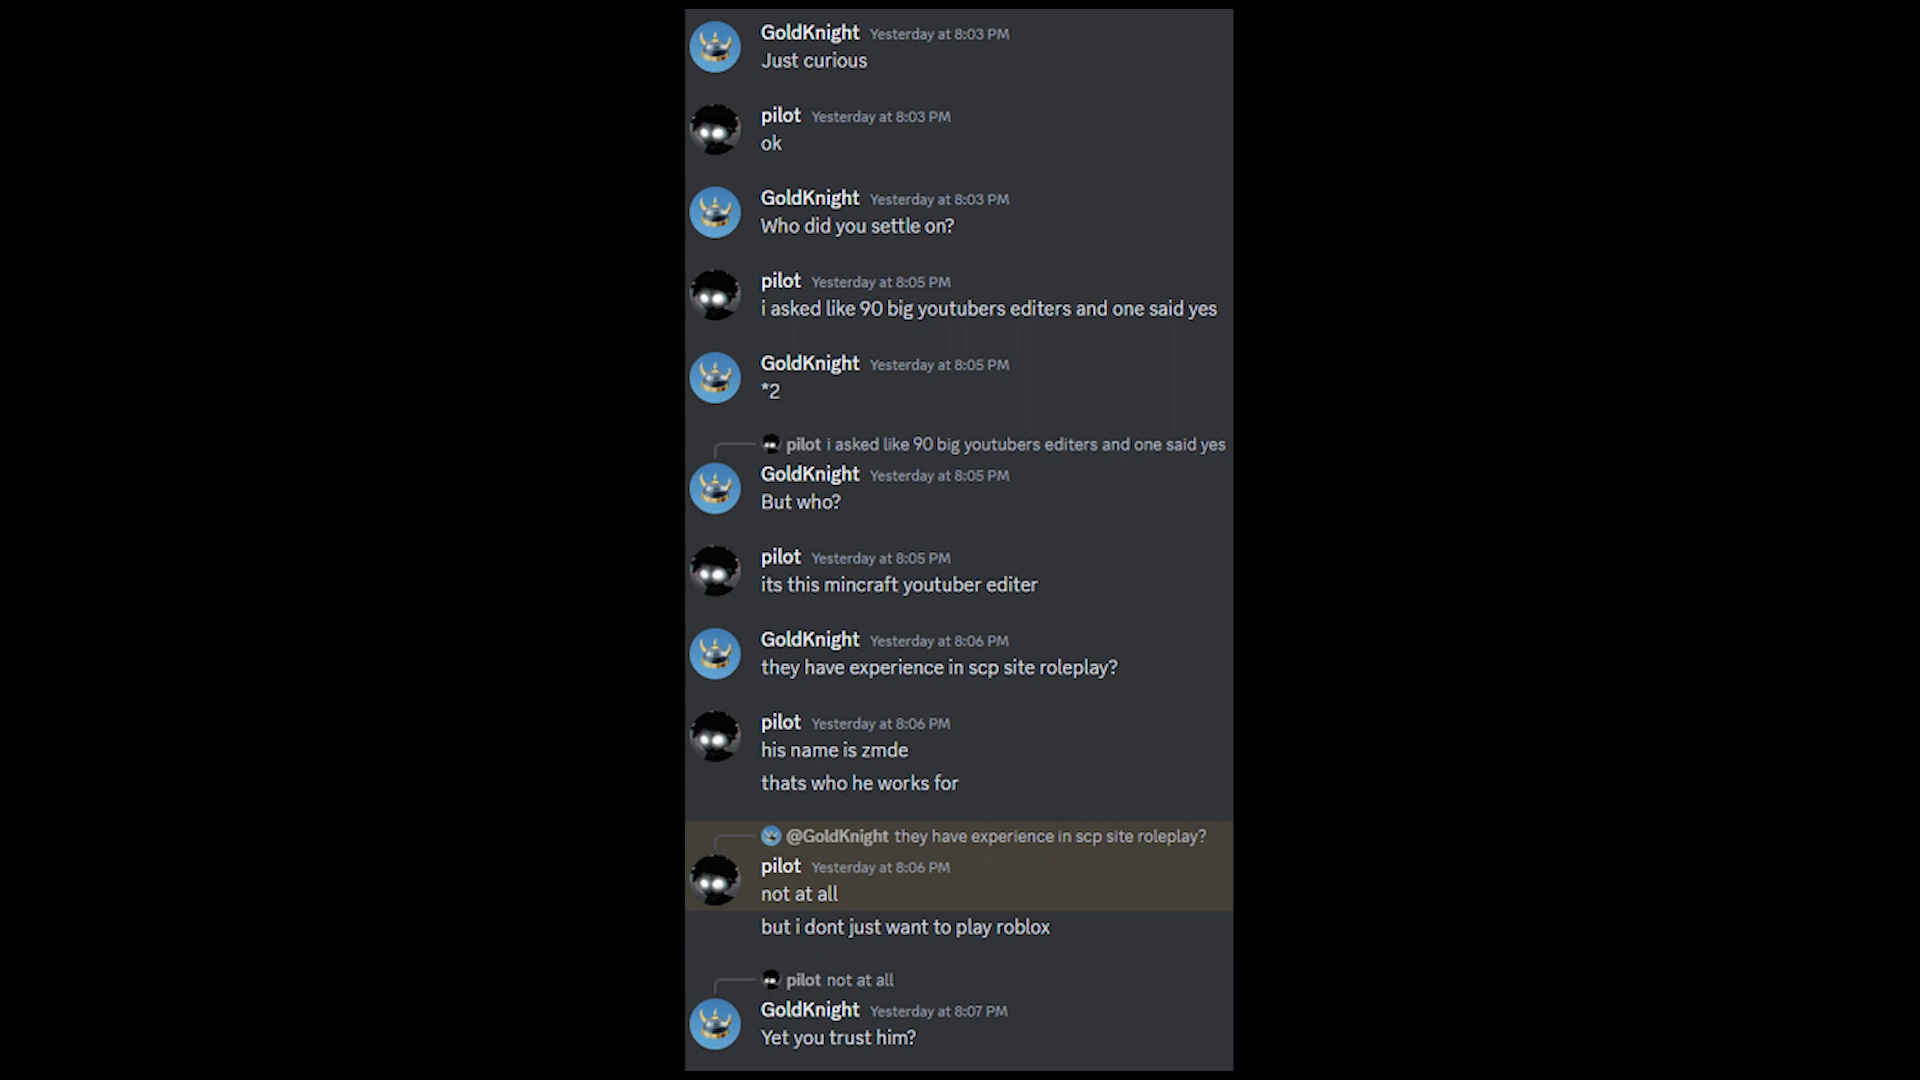 GoldKnight Yesterday at 8:03 PM
Just curious
pilot Yesterday at 8:03 PM
ok
GoldKnight Yesterday at 8:03 PM
Who did you settle on?
pilot Yesterday at 8:05 PM
i asked like 90 big youtubers editers and one said yes
GoldKnight Yesterday at 8:05 PM
*2
pilot i asked like 90 big youtubers editers and one said yes
GoldKnight Yesterday at 8:05 PM
But who?
pilot Yesterday at 8:05 PM
its this mincraft youtuber editer
GoldKnight Yesterday at 8:06 PM
they have experience in scp site roleplay?
pilot Yesterday at 8:06 PM
his name is zmde
thats who he works for
@GoldKnight they have experience in scp site roleplay?
pilot Yesterday at 8:06 PM
not at all
but i dont just want to play roblox
pilot not at all
GoldKnight Yesterday at 8:07 PM
Yet you trust him?